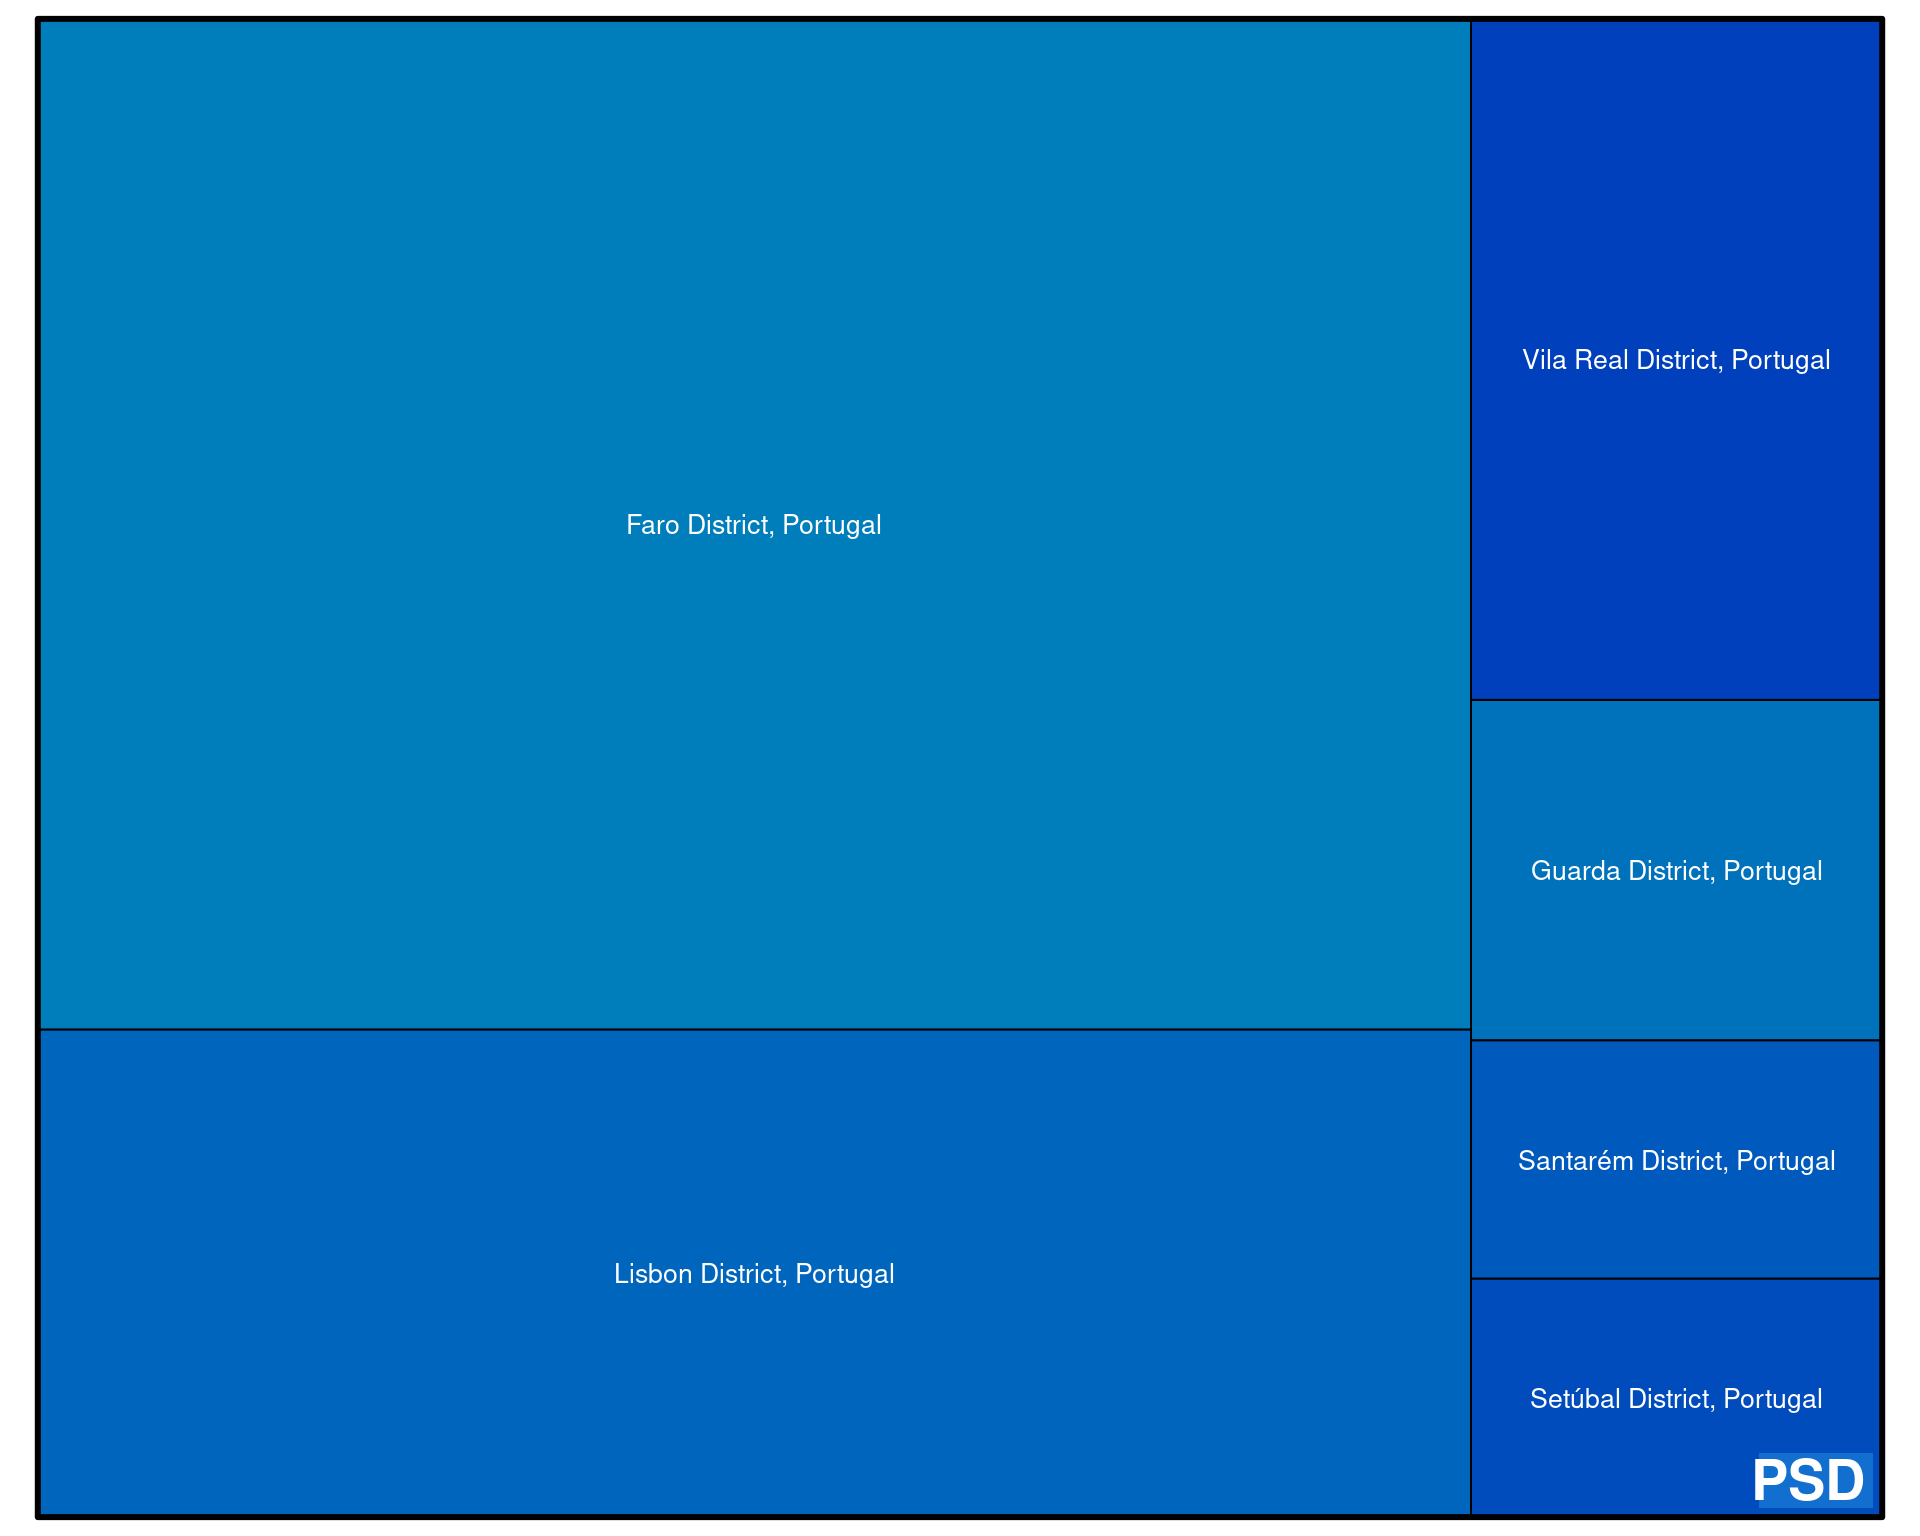 Faro District, Portugal
Lisbon District, Portugal
Vila Real District, Portugal
Guarda District, Portugal
Santarém District, Portugal
Setúbal District, Portugal
PSD